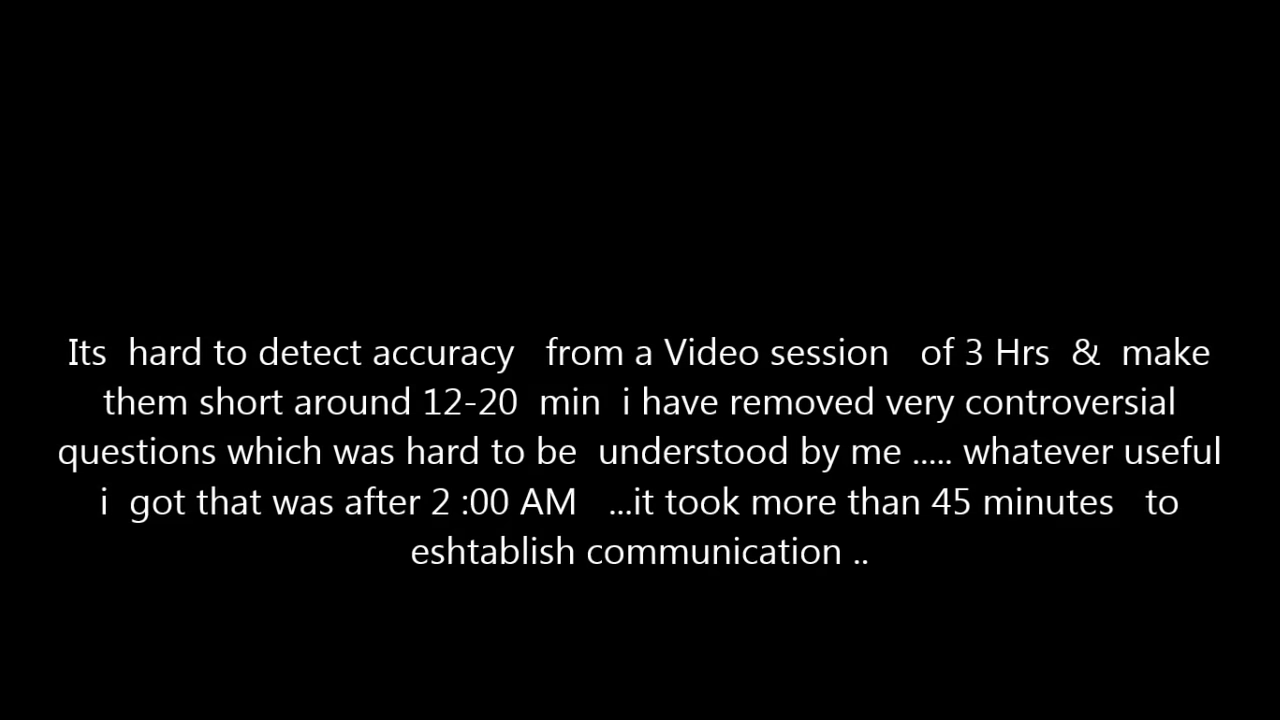 Its  hard to detect accuracy   from a Video session   of 3 Hrs  &  make
them short around 12-20  min  i have removed very controversial
questions which was hard to be  understood by me ..... whatever useful
i  got that was after 2 :00 AM   ...it took more than 45 minutes   to
eshtablish communication ..